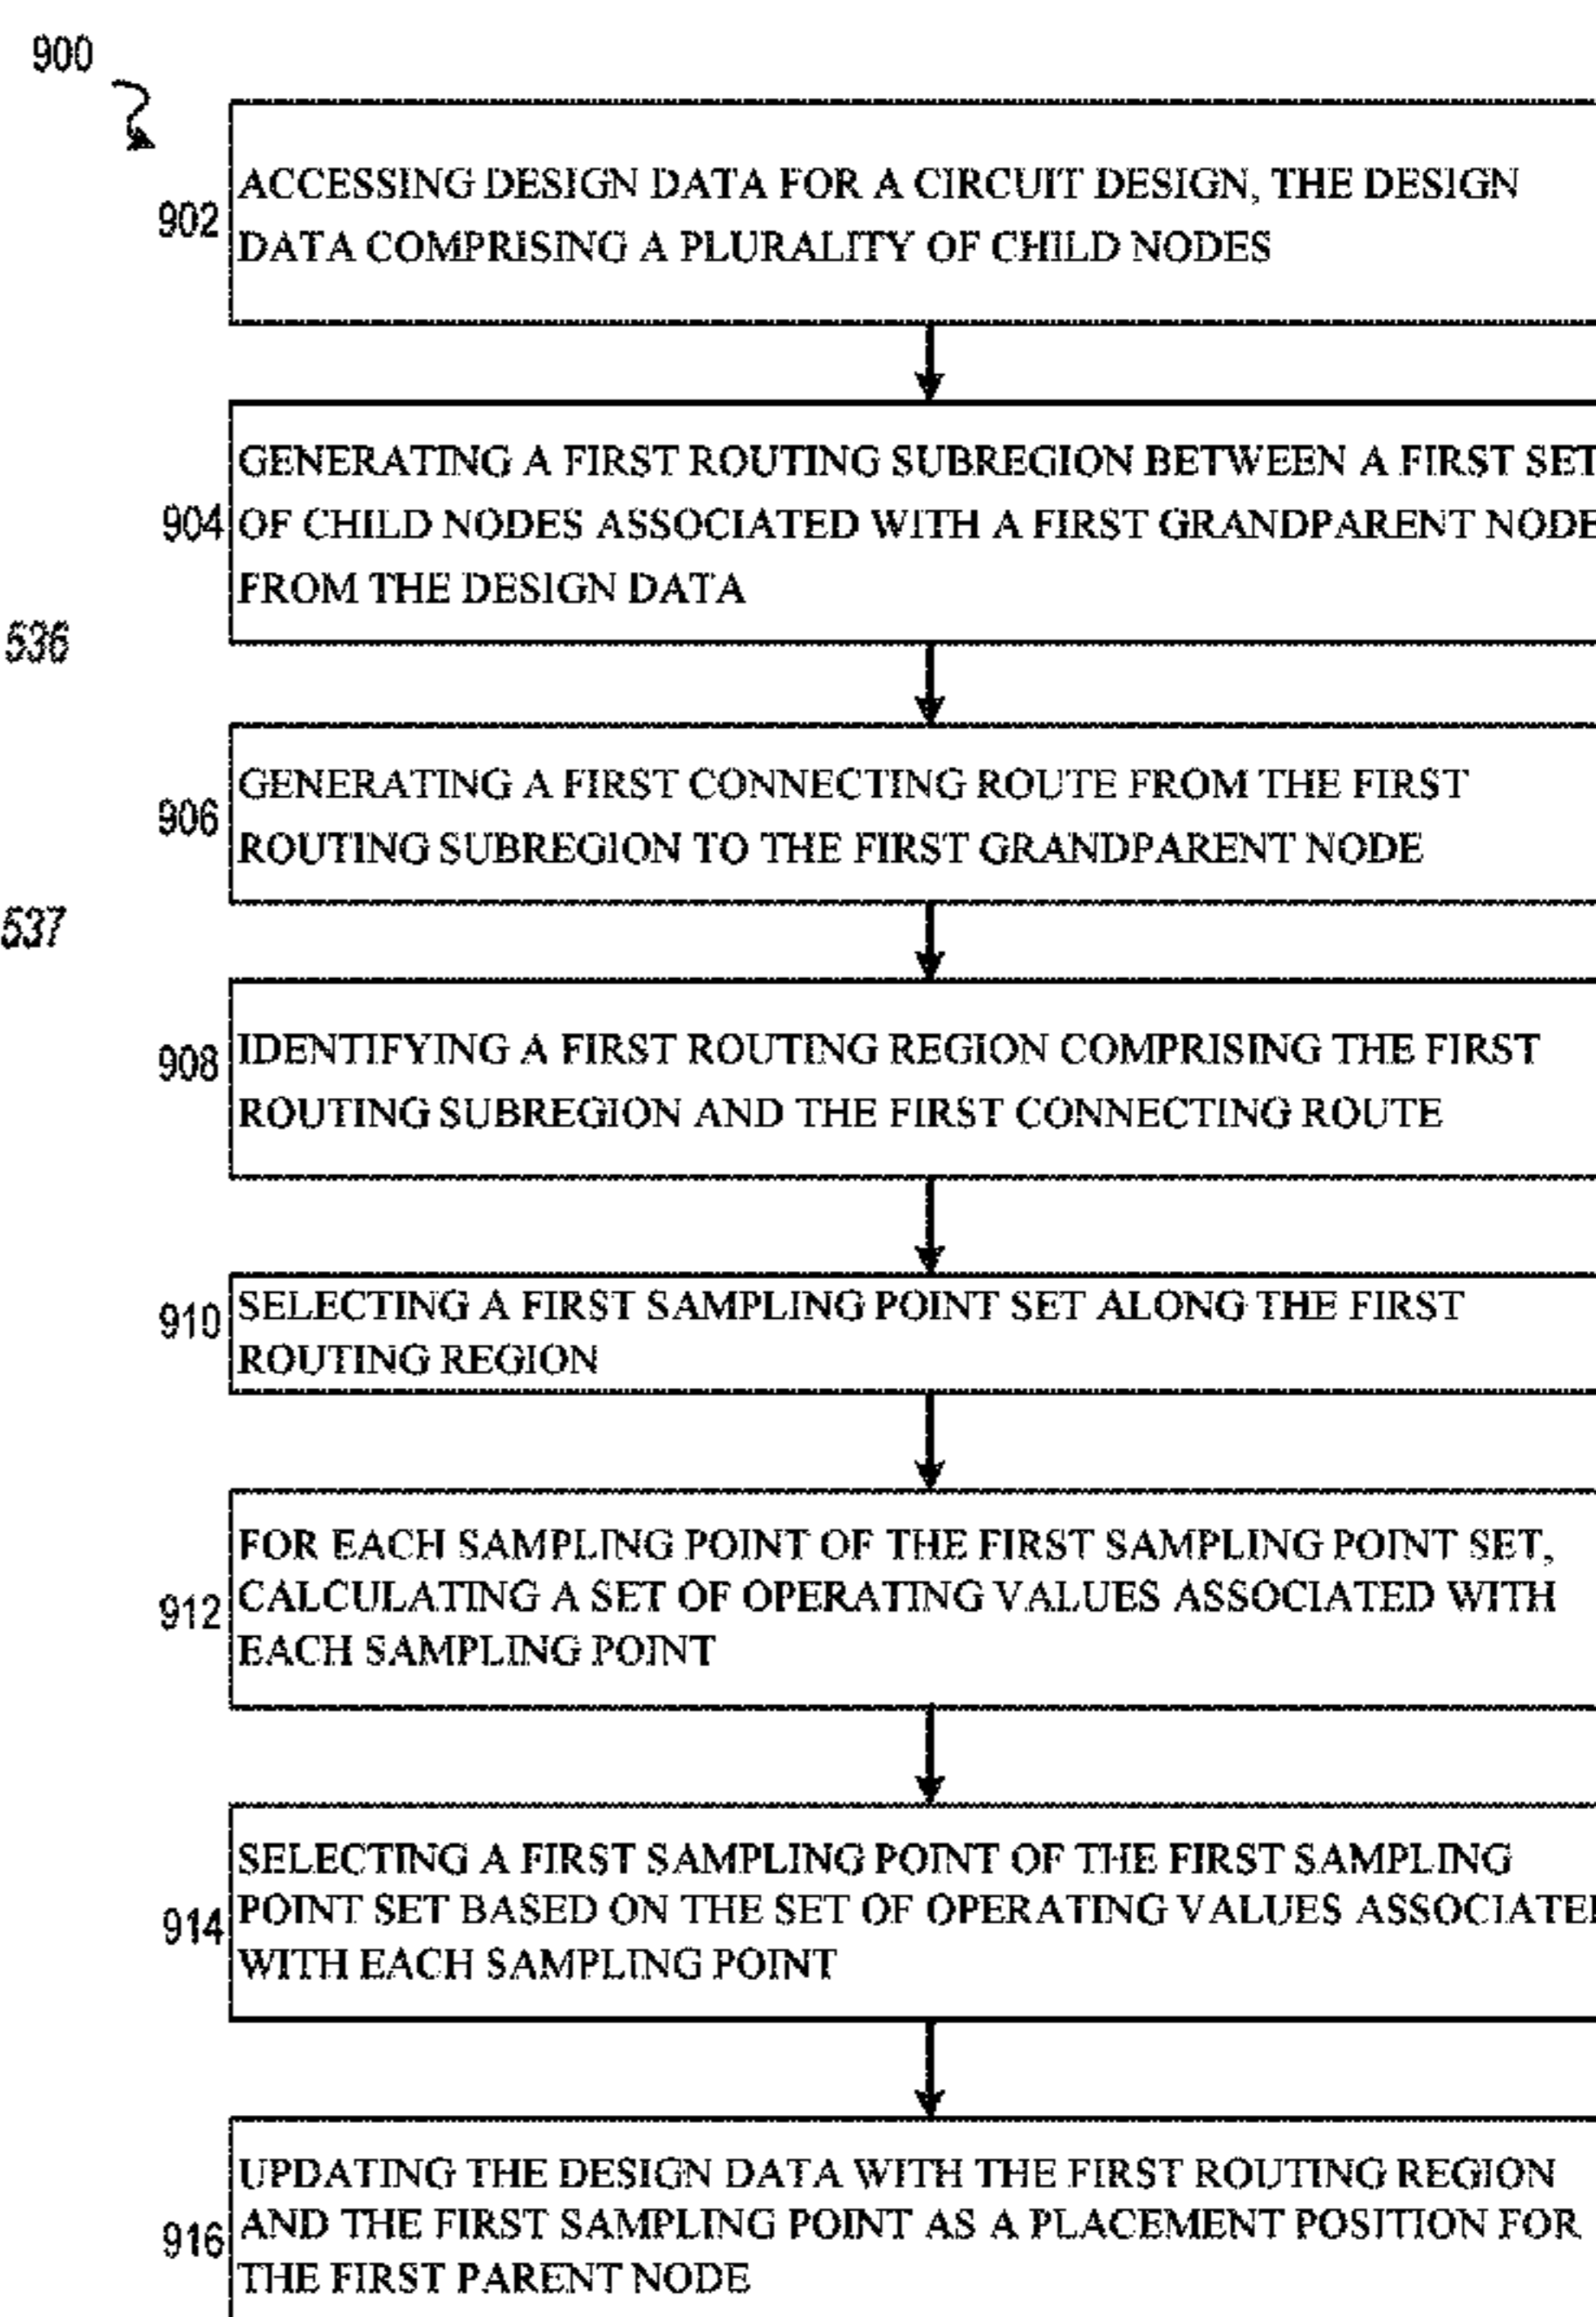 900
902
ACCESSING DESIGN DATA FOR A CIRCUIT DESIGN, THE DESIGN
DATA COMPRISING A PLURALITY OF CHILD NODES
904
GENERATING A FIRST ROUTING SUBREGION BETWEEN A FIRST SET
OF CHILD NODES ASSOCIATED WITH A FIRST GRANDPARENT NODE
FROM THE DESIGN DATA
536
906
GENERATING A FIRST CONNECTING ROUTE FROM THE FIRST
ROUTING SUBREGION TO THE FIRST GRANDPARENT NODE
537
908
IDENTIFYING A FIRST ROUTING REGION COMPRISING THE FIRST
ROUTING SUBREGION AND THE FIRST CONNECTING ROUTE
910
SELECTING A FIRST SAMPLING POINT SET ALONG THE FIRST
ROUTING REGION
912
FOR EACH SAMPLING POINT OF THE FIRST SAMPLING POINT SET,
CALCULATING A SET OF OPERATING VALUES ASSOCIATED WITH
EACH SAMPLING POINT
914
SELECTING A FIRST SAMPLING POINT OF THE FIRST SAMPLING
POINT SET BASED ON THE SET OF OPERATING VALUES ASSOCIATE
WITH EACH SAMPLING POINT
916
UPDATING THE DESIGN DATA WITH THE FIRST ROUTING REGION
AND THE FIRST SAMPLING POINT AS A PLACEMENT POSITION FOR
THE FIRST PARENT NODE